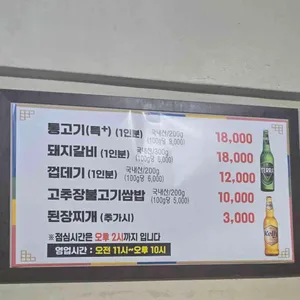 통고기(특+) (1인분) 국내산/200g (100g당 9,000) 18,000
돼지갈비 (1인분) 국내산/300g (100g당 6,000) 18,000
껍데기 (1인분) 국내산/200g (100g당 6,000) 12,000
고추장불고기쌈밥 국내산/200g (100g당 5,000) 10,000
된장찌개 (추가시) 3,000
※점심시간은 오후 2시까지 입니다
영업시간 : 오전 11시~오후 10시
TERRA
Kelly